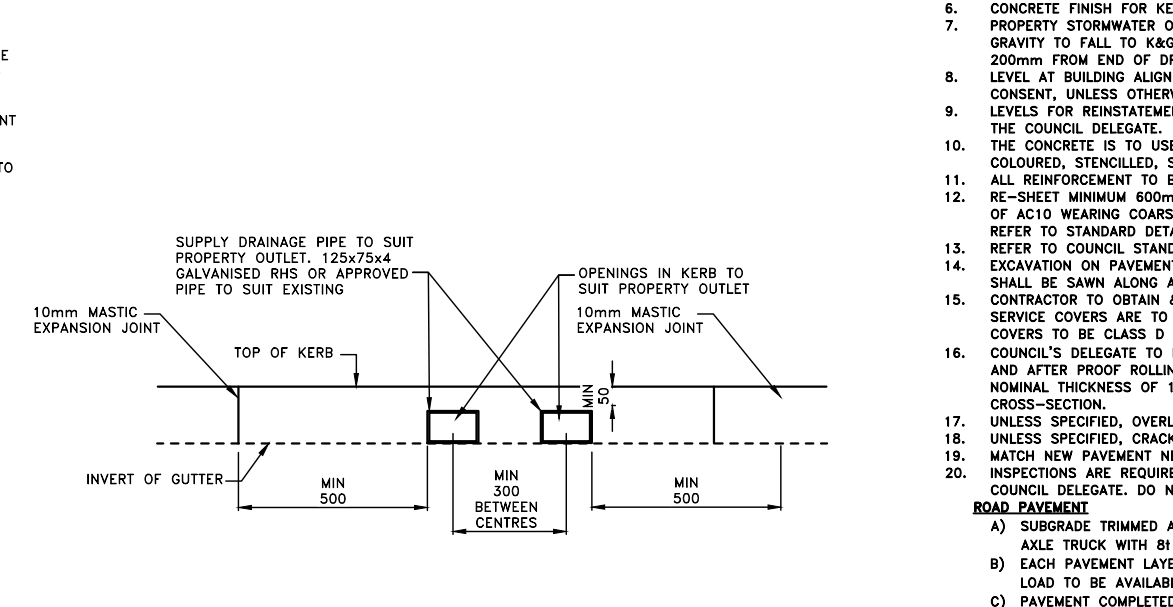 E
NT
TO
SUPPLY DRAINAGE PIPE TO SUIT
PROPERTY OUTLET. 125x75x4
GALVANISED RHS OR APPROVED
PIPE TO SUIT EXISTING
OPENINGS IN KERB TO
SUIT PROPERTY OUTLET
10mm MASTIC
EXPANSION JOINT
10mm MASTIC
EXPANSION JOINT
TOP OF KERB
MIN
50
INVERT OF GUTTER
MIN
500
MIN
300
BETWEEN
CENTRES
MIN
500
6. CONCRETE FINISH FOR KE
7. PROPERTY STORMWATER O
GRAVITY TO FALL TO K&G
200mm FROM END OF DR
8. LEVEL AT BUILDING ALIGN
CONSENT, UNLESS OTHERW
9. LEVELS FOR REINSTATEME
THE COUNCIL DELEGATE.
10. THE CONCRETE IS TO USE
COLOURED, STENCILLED, S
11. ALL REINFORCEMENT TO B
12. RE-SHEET MINIMUM 600m
OF AC10 WEARING COARS
REFER TO STANDARD DETA
13. REFER TO COUNCIL STAND
14. EXCAVATION ON PAVEMENT
SHALL BE SAWN ALONG A
15. CONTRACTOR TO OBTAIN &
SERVICE COVERS ARE TO
COVERS TO BE CLASS D
16. COUNCIL'S DELEGATE TO
AND AFTER PROOF ROLLIN
NOMINAL THICKNESS OF 1
CROSS-SECTION.
17. UNLESS SPECIFIED, OVERL
18. UNLESS SPECIFIED, CRACK
19. MATCH NEW PAVEMENT NI
20. INSPECTIONS ARE REQUIRE
COUNCIL DELEGATE. DO N
ROAD PAVEMENT
A) SUBGRADE TRIMMED A
AXLE TRUCK WITH 8t
B) EACH PAVEMENT LAYE
LOAD TO BE AVAILABL
C) PAVEMENT COMPLETED